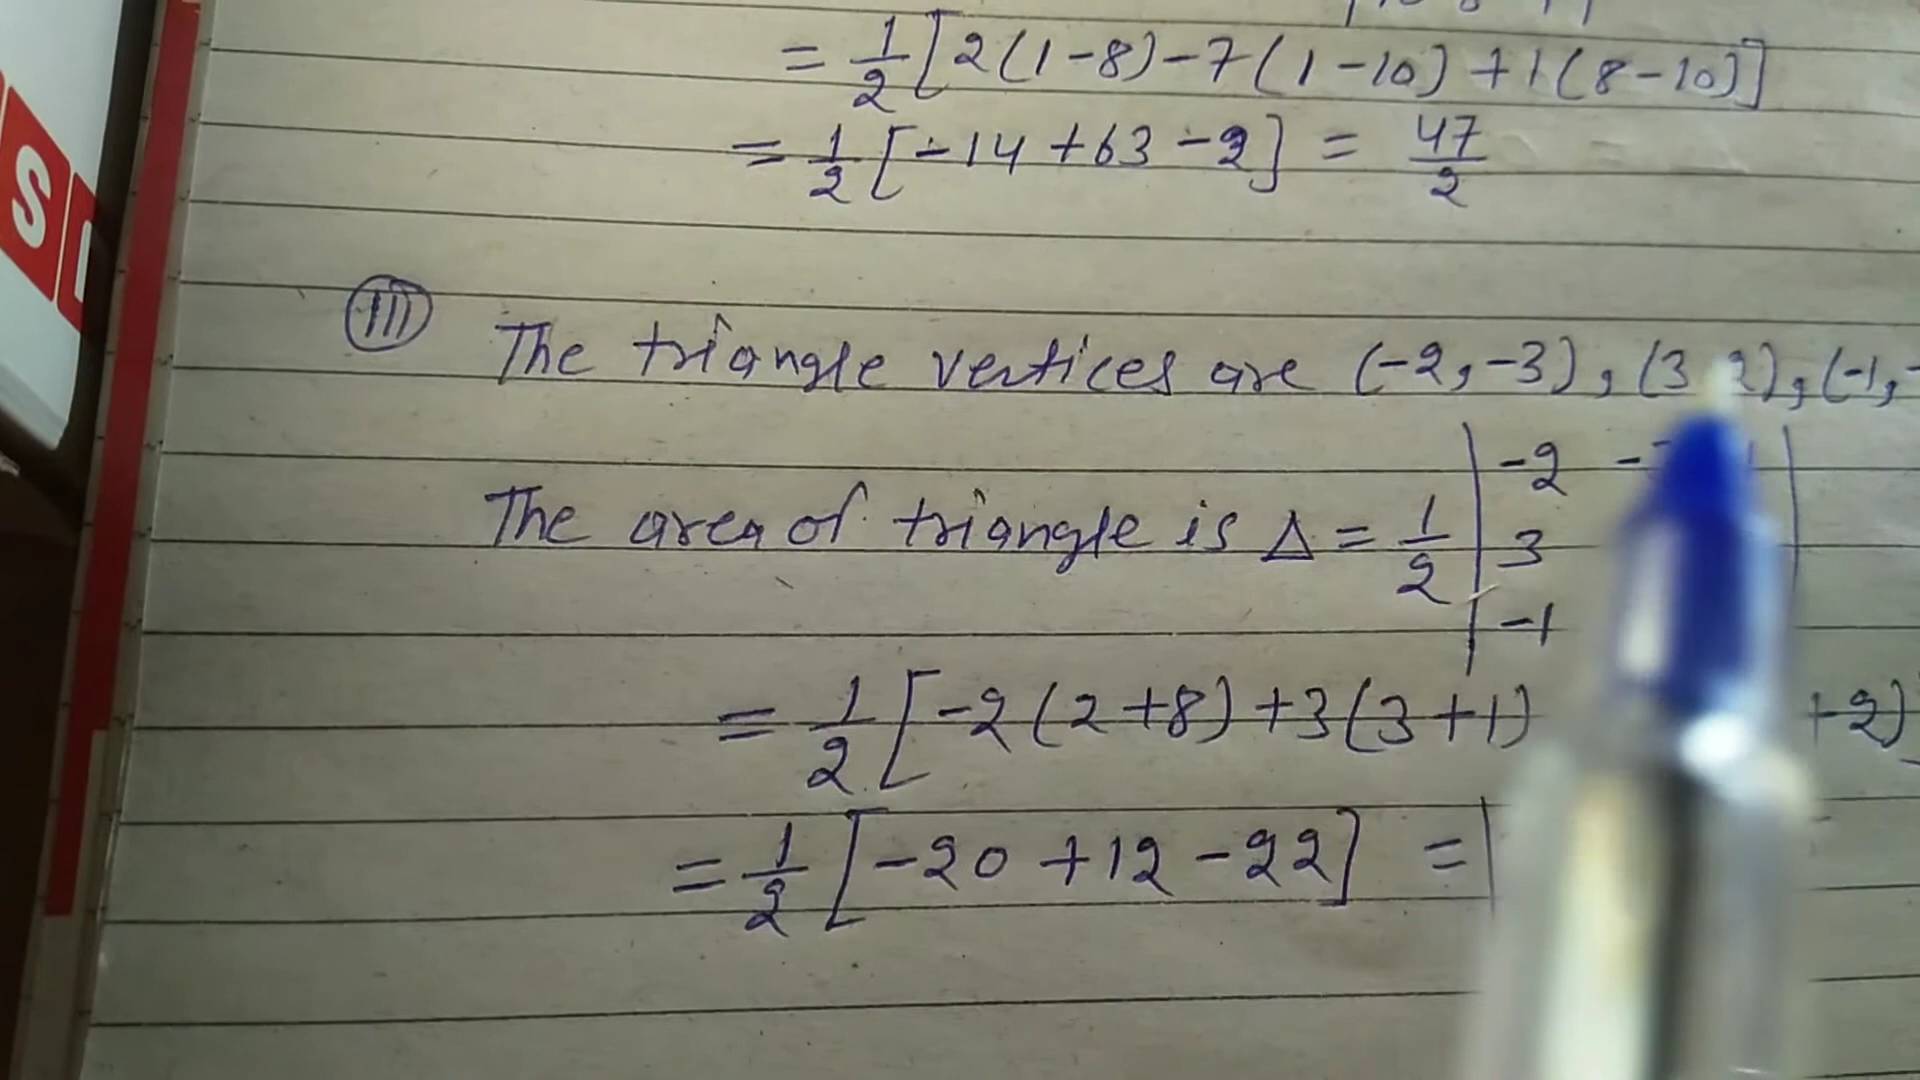 = 1/2 [2(1-8)-7(1-10)+1(8-10)]
= 1/2 [-14+63-2] = 47/2
S
(III) The triangle vertices are (-2,-3), (3 2), (-1,-
The area of triangle is Δ = 1/2 | -2 - |
3
-1
= 1/2 [-2(2+8)+3(3+1) +2)
= 1/2 [-20+12-22] = |